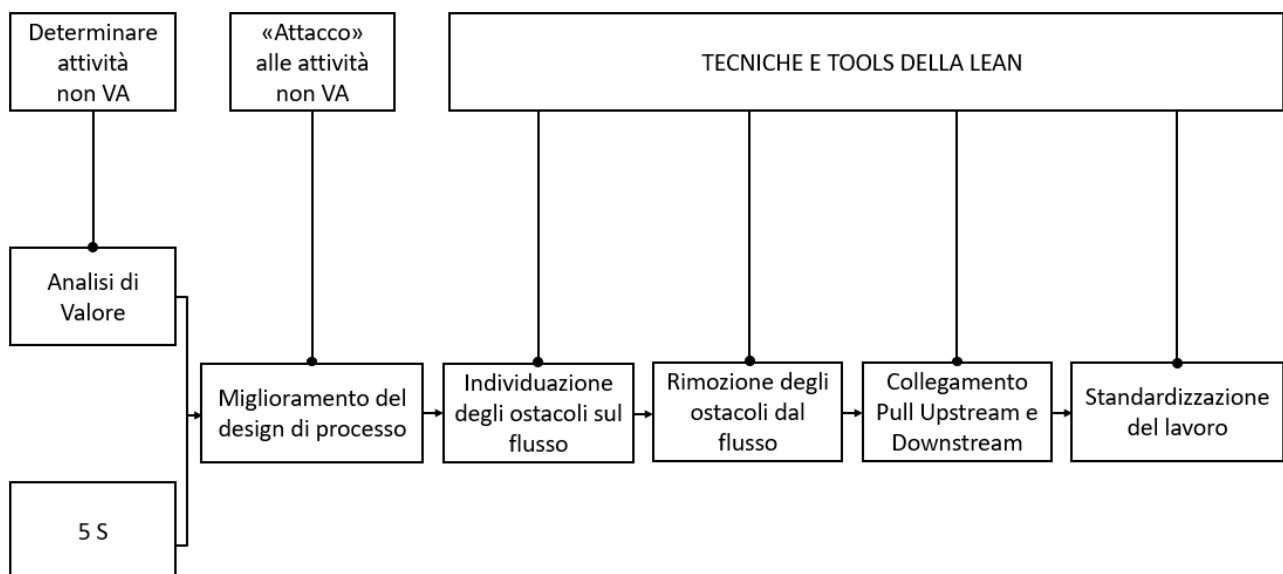 Determinare
attività
non VA
«Attacco»
alle attività
non VA
TECNICHE E TOOLS DELLA LEAN
Analisi di
Valore
Miglioramento del
design di processo
Individuazione
degli ostacoli sul
flusso
Rimozione degli
ostacoli dal
flusso
Collegamento
Pull Upstream e
Downstream
Standardizzazione
del lavoro
5 S